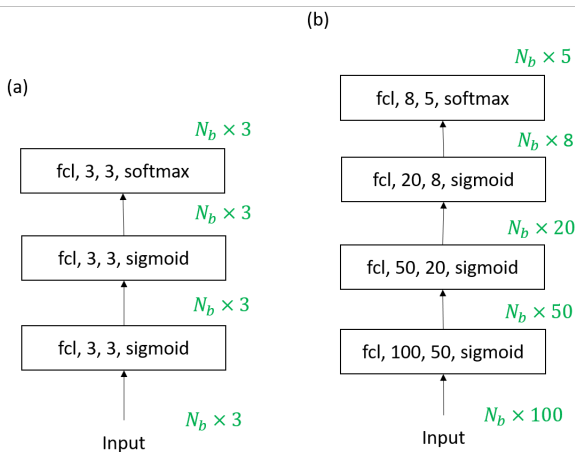 (a)
N_b × 3
fcl, 3, 3, softmax
N_b × 3
fcl, 3, 3, sigmoid
N_b × 3
fcl, 3, 3, sigmoid
N_b × 3
Input
(b)
N_b × 5
fcl, 8, 5, softmax
N_b × 8
fcl, 20, 8, sigmoid
N_b × 20
fcl, 50, 20, sigmoid
N_b × 50
fcl, 100, 50, sigmoid
N_b × 100
Input